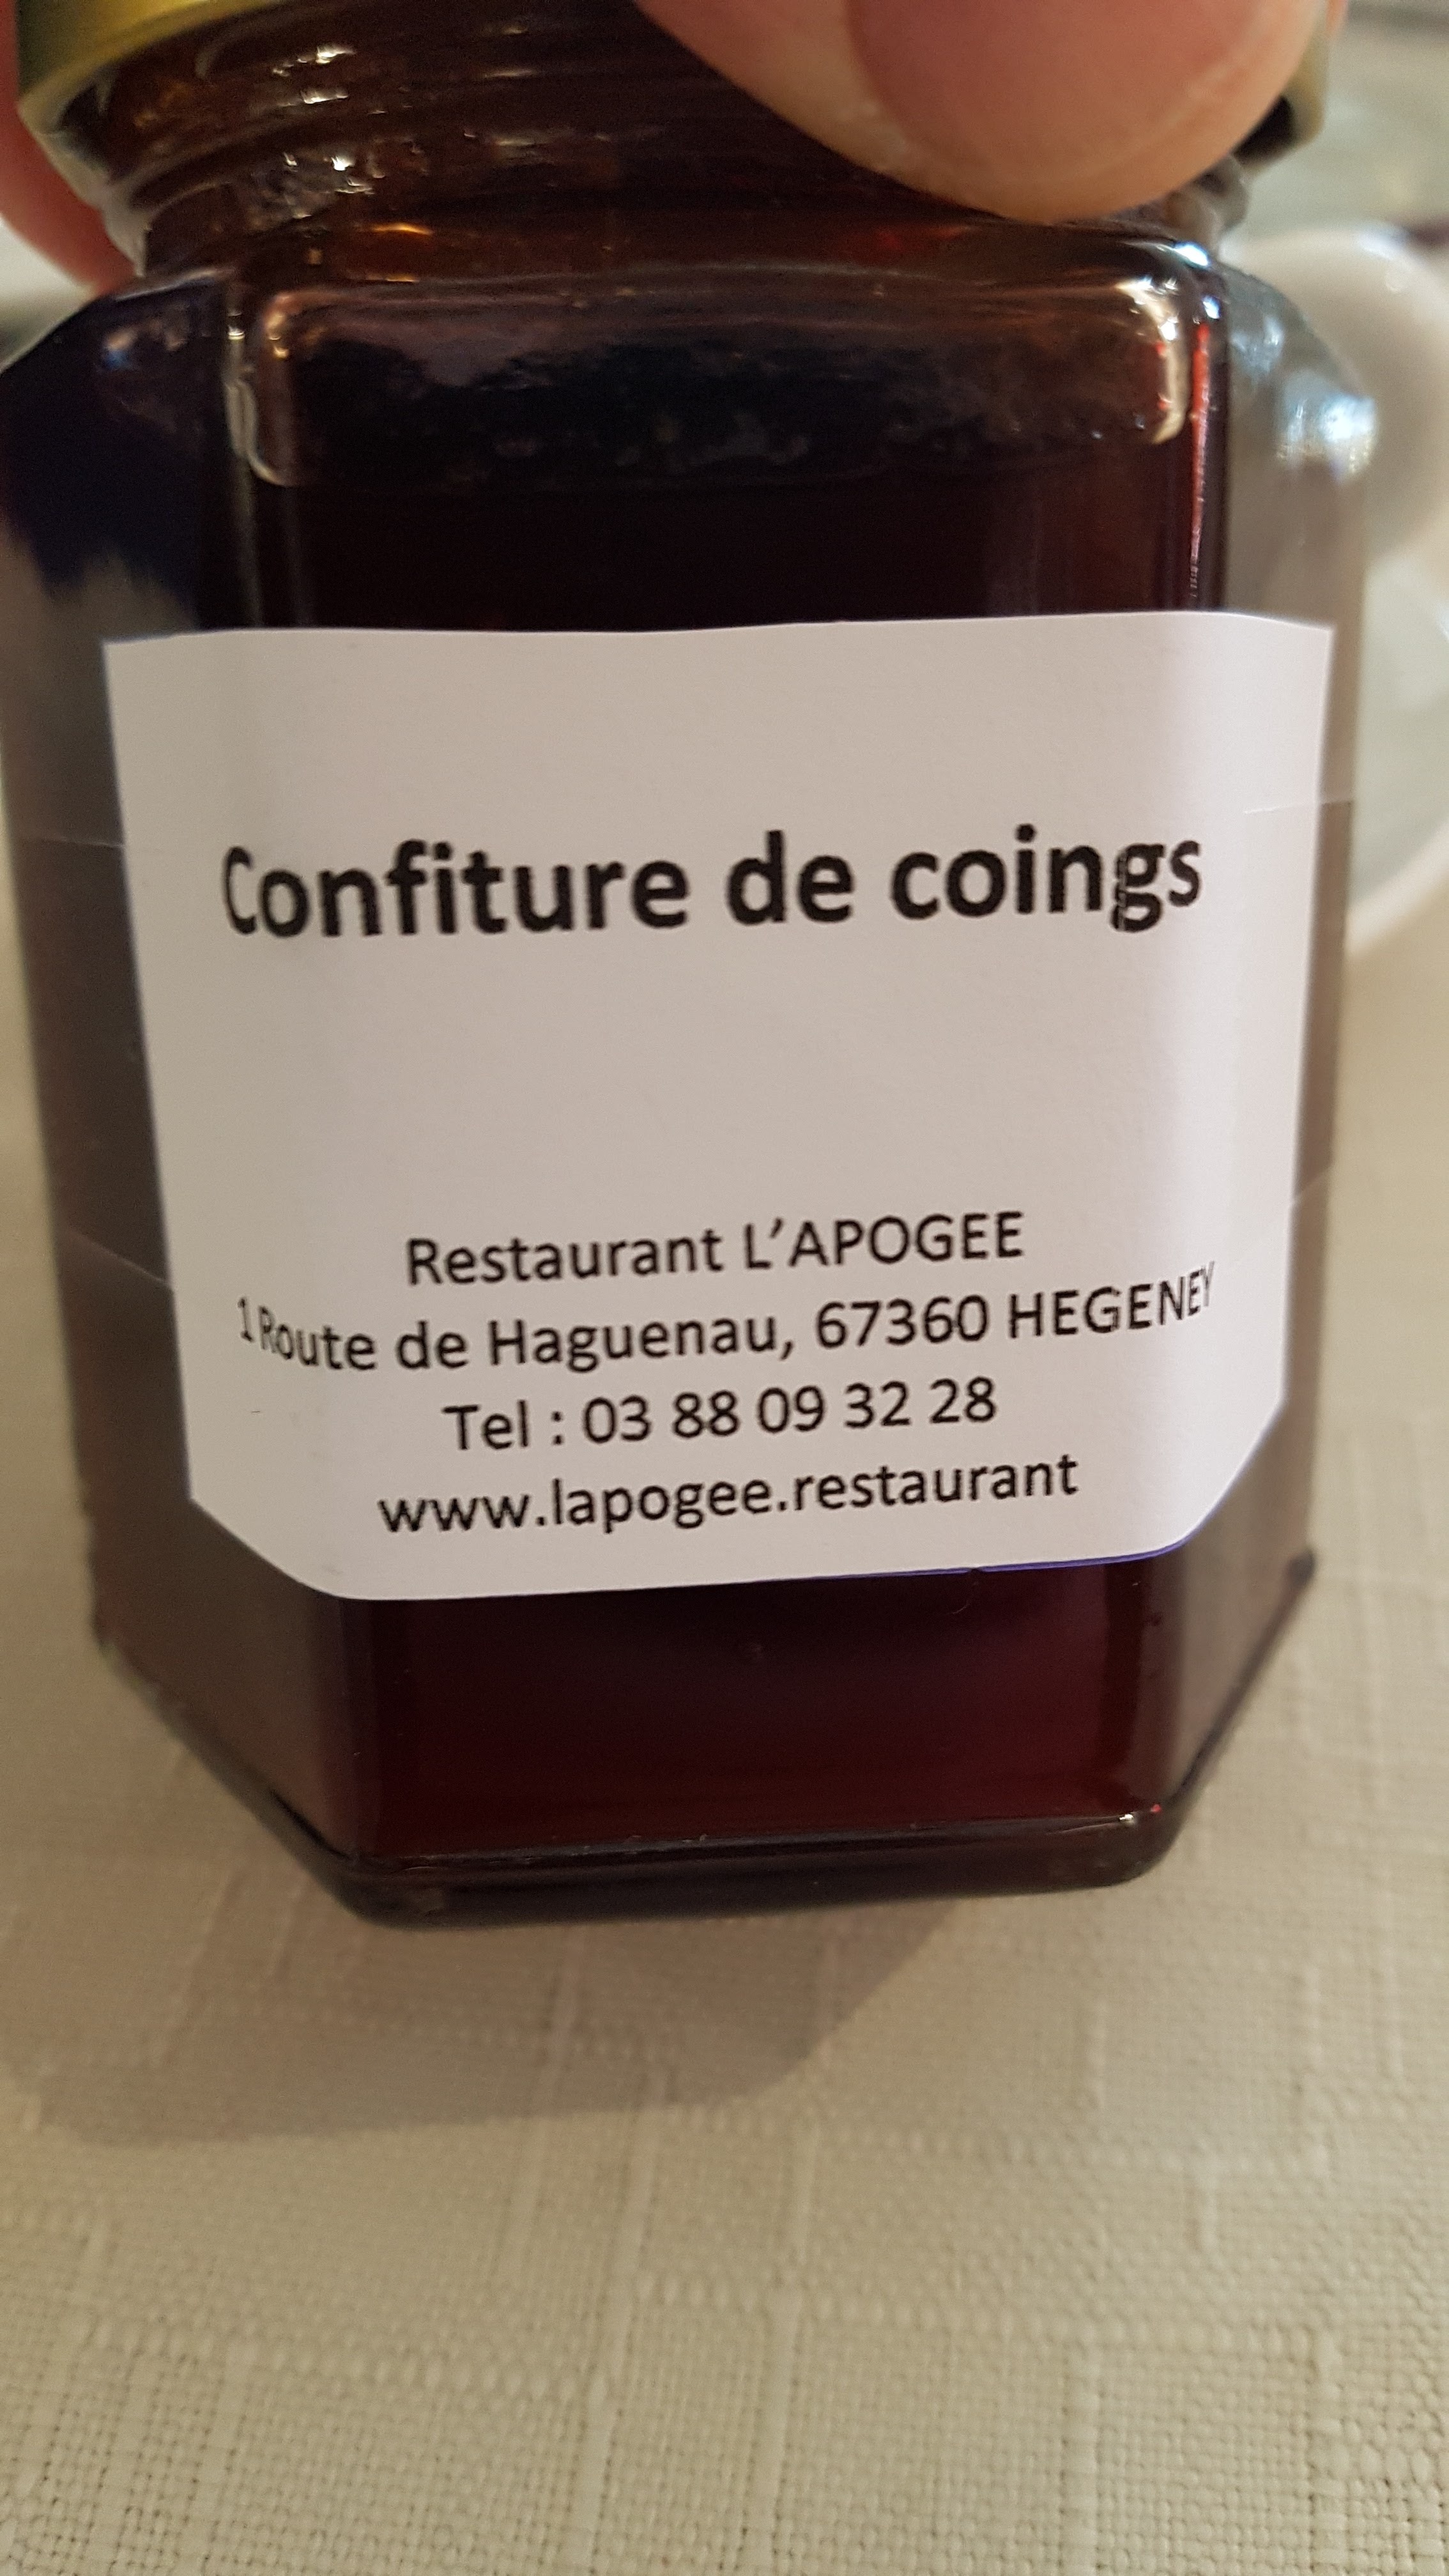 Confiture de coings
Restaurant L’APOGEE
1 Route de Haguenau, 67360 HEGENEY
Tel : 03 88 09 32 28
www.lapogee.restaurant